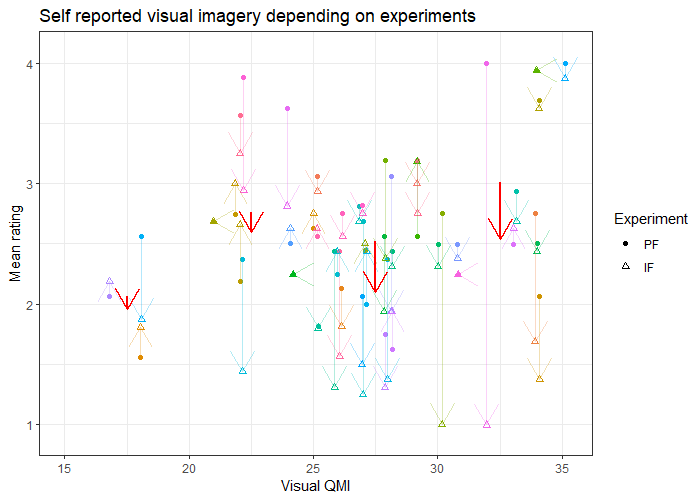 Self reported visual imagery depending on experiments
Mean rating
4
3
2
1
15
20
25
30
35
Visual QMI
Experiment
PF
IF